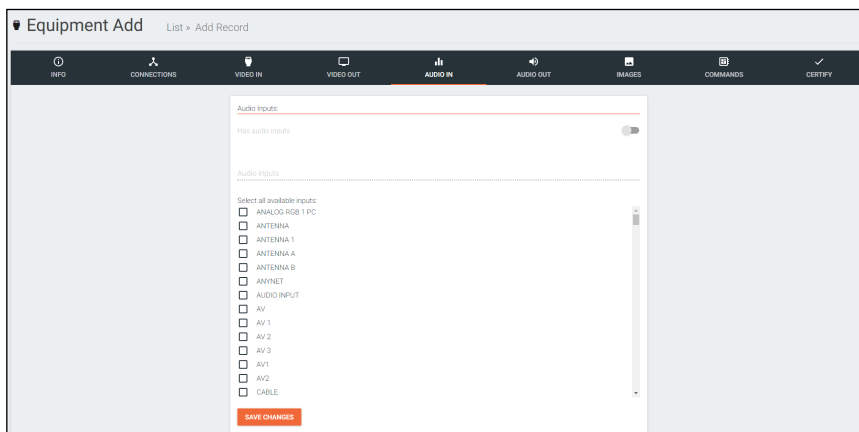 Equipment Add List » Add Record
INFO CONNECTIONS VIDEO IN VIDEO OUT AUDIO IN AUDIO OUT IMAGES COMMANDS CERTIFY
Audio Inputs:
Has audio inputs
Audio inputs
Select all available inputs:
ANALOG RGB 1 PC
ANTENNA
ANTENNA 1
ANTENNA A
ANTENNA B
ANYNET
AUDIO INPUT
AV
AV 1
AV 2
AV 3
AV1
AV2
CABLE
SAVE CHANGES